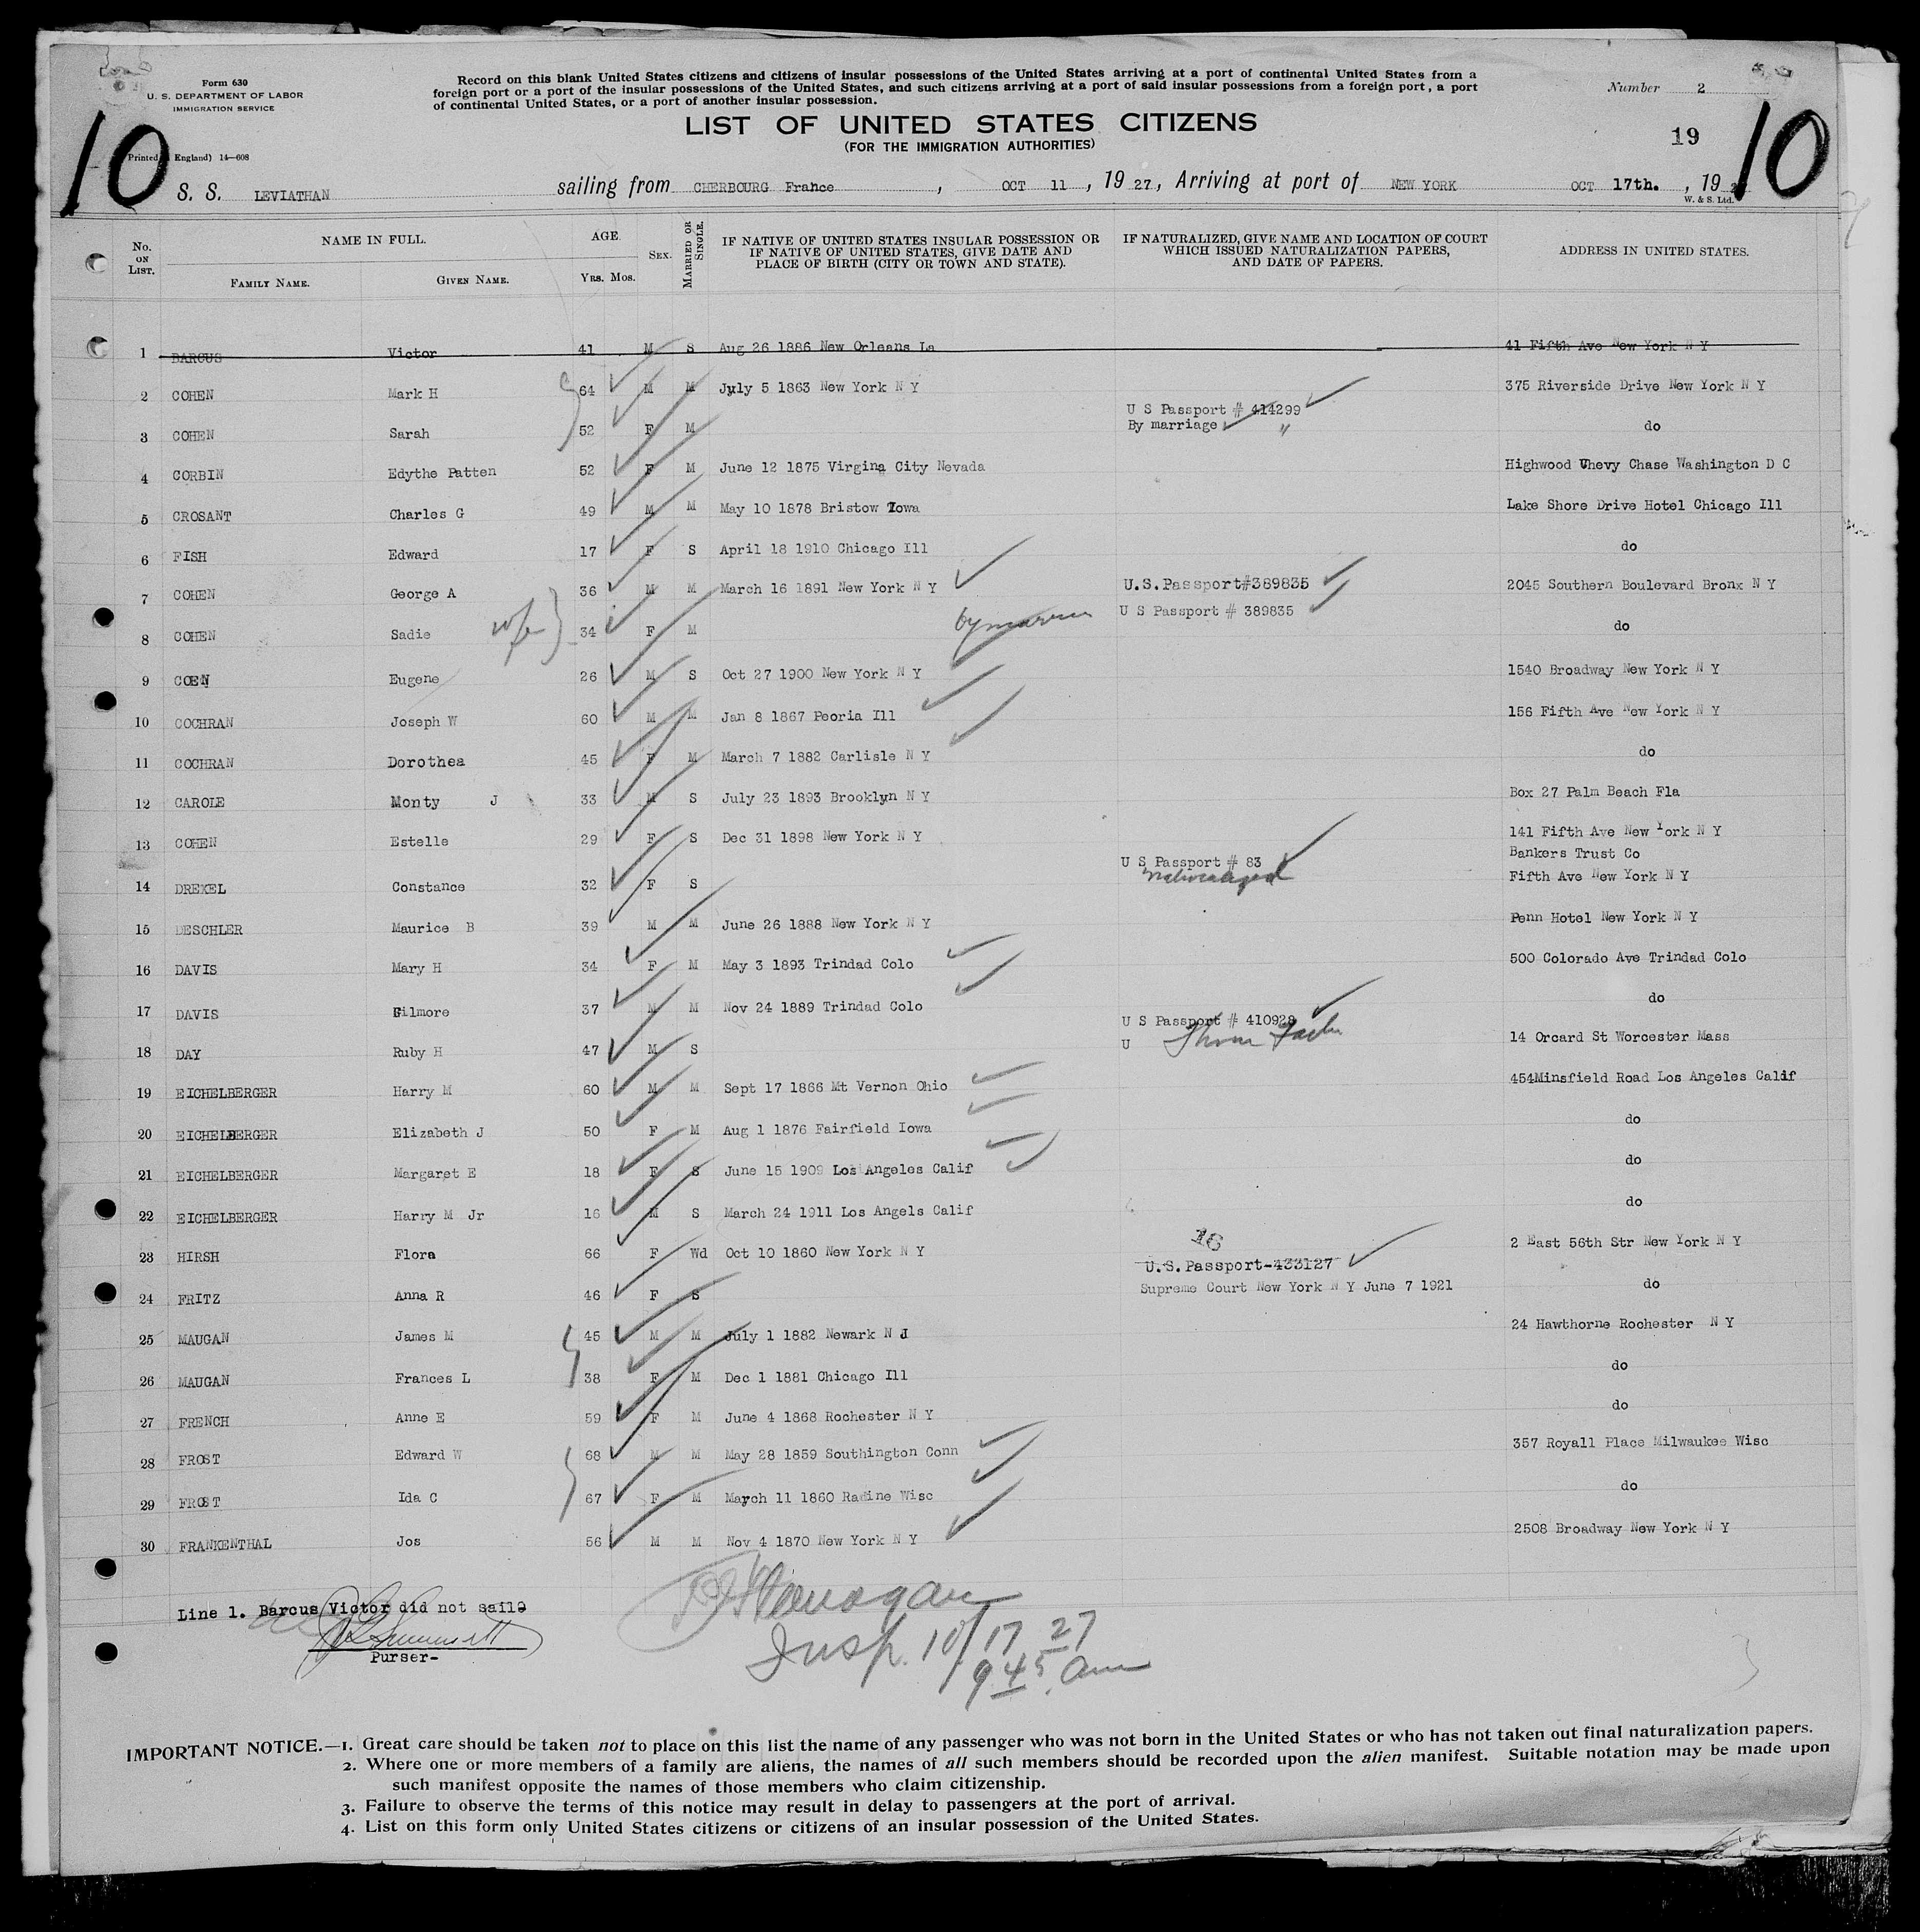 Form 630
U. S. DEPARTMENT OF LABOR
IMMIGRATION SERVICE
Record on this blank United States citizens and citizens of insular possessions of the United States arriving at a port of continental United States from a
foreign port or a port of the insular possessions of the United States, and such citizens arriving at a port of said insular possessions from a foreign port, a port
of continental United States, or a port of another insular possession.
Number 2
LIST OF UNITED STATES CITIZENS
(FOR THE IMMIGRATION AUTHORITIES)
19
10
10
Printed England) 14—608
S. S. LEVIATHAN sailing from CHERBOURG France, OCT 11, 19 27, Arriving at port of NEW YORK OCT 17th., 19
W. & S. Ltd.
No. ON LIST.
NAME IN FULL.
FAMILY NAME.
GIVEN NAME.
AGE
YRS. MOS.
SEX.
MARRIED OR SINGLE.
IF NATIVE OF UNITED STATES INSULAR POSSESSION OR
IF NATIVE OF UNITED STATES, GIVE DATE AND
PLACE OF BIRTH (CITY OR TOWN AND STATE).
IF NATURALIZED, GIVE NAME AND LOCATION OF COURT
WHICH ISSUED NATURALIZATION PAPERS,
AND DATE OF PAPERS.
ADDRESS IN UNITED STATES.
1 BARCUS Victor 41 M S Aug 26 1886 New Orleans La 41 Fifth Ave New York N Y
2 COHEN Mark H 64 M M July 5 1863 New York N Y 375 Riverside Drive New York N Y
U S Passport # 414299
3 COHEN Sarah 52 F M By marriage " do
4 CORBIN Edythe Patten 52 F M June 12 1875 Virgina City Nevada Highwood Chevy Chase Washington D C
5 CROSANT Charles G 49 M M May 10 1878 Bristow Iowa Lake Shore Drive Hotel Chicago Ill
6 FISH Edward 17 F S April 18 1910 Chicago Ill do
7 COHEN George A 36 M M March 16 1891 New York N Y U.S.Passport#389835 2045 Southern Boulevard Bronx N Y
U S Passport # 389835
8 COHEN Sadie wife 34 F M by do
9 COEN Eugene 26 M S Oct 27 1900 New York N Y 1540 Broadway New York N Y
10 COCHRAN Joseph W 60 M M Jan 8 1867 Peoria Ill 156 Fifth Ave New York N Y
11 COCHRAN Dorothea 45 F M March 7 1882 Carlisle N Y do
12 CAROLE Monty J 33 M S July 23 1893 Brooklyn N Y Box 27 Palm Beach Fla
13 COHEN Estelle 29 F S Dec 31 1898 New York N Y 141 Fifth Ave New York N Y
U S Passport # 83 Bankers Trust Co
14 DREXEL Constance 32 F S Fifth Ave New York N Y
15 DESCHLER Maurice B 39 M M June 26 1888 New York N Y Penn Hotel New York N Y
16 DAVIS Mary H 34 F M May 3 1893 Trindad Colo 500 Colorado Ave Trindad Colo
17 DAVIS Filmore 37 M M Nov 24 1889 Trindad Colo do
U S Passport # 410928
18 DAY Ruby H 47 M S U 14 Orcard St Worcester Mass
19 EICHELBERGER Harry M 60 M M Sept 17 1866 Mt Vernon Ohio 454Minsfield Road Los Angeles Calif
20 EICHELBERGER Elizabeth J 50 F M Aug 1 1876 Fairfield Iowa do
21 EICHELBERGER Margaret E 18 F S June 15 1909 Los Angeles Calif do
22 EICHELBERGER Harry M Jr 16 M S March 24 1911 Los Angels Calif do
16
23 HIRSH Flora 66 F Wd Oct 10 1860 New York N Y 2 East 56th Str New York N Y
U.S.Passport-433127
24 FRITZ Anna R 46 F S Supreme Court New York N Y June 7 1921 do
25 MAUGAN James M 45 M M July 1 1882 Newark N J 24 Hawthorne Rochester N Y
26 MAUGAN Frances L 38 F M Dec 1 1881 Chicago Ill do
27 FRENCH Anne E 59 F M June 4 1868 Rochester N Y do
28 FROST Edward W 68 M M May 28 1859 Southington Conn 357 Royall Place Milwaukee Wisc
29 FROST Ida C 67 F M March 11 1860 Racine Wisc do
30 FRANKENTHAL Jos 56 M M Nov 4 1870 New York N Y 2508 Broadway New York N Y
Line 1. Barcus Victor did not sail
Purser-
Flanagan
Insp. 10/17 27
9 45 am
IMPORTANT NOTICE.—1. Great care should be taken not to place on this list the name of any passenger who was not born in the United States or who has not taken out final naturalization papers.
2. Where one or more members of a family are aliens, the names of all such members should be recorded upon the alien manifest. Suitable notation may be made upon
such manifest opposite the names of those members who claim citizenship.
3. Failure to observe the terms of this notice may result in delay to passengers at the port of arrival.
4. List on this form only United States citizens or citizens of an insular possession of the United States.